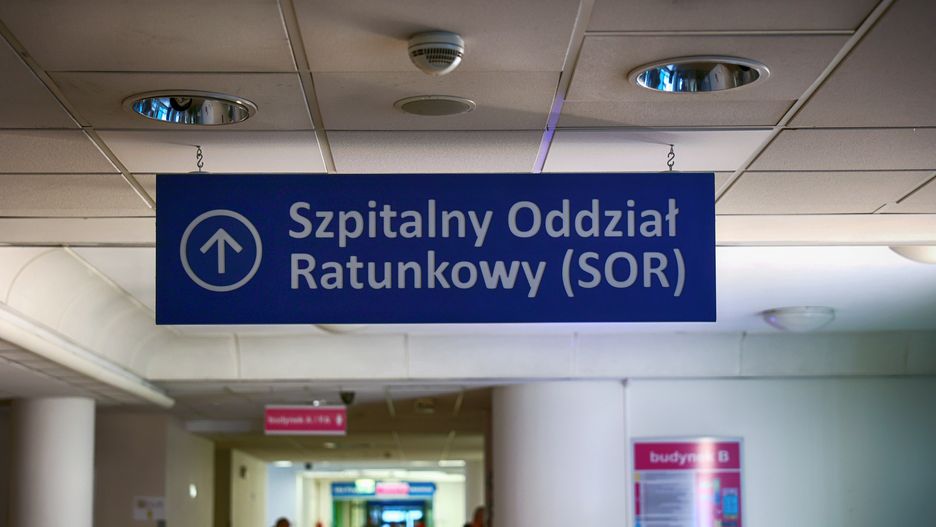 Szpitalny Oddział
Ratunkowy (SOR)
budynek B